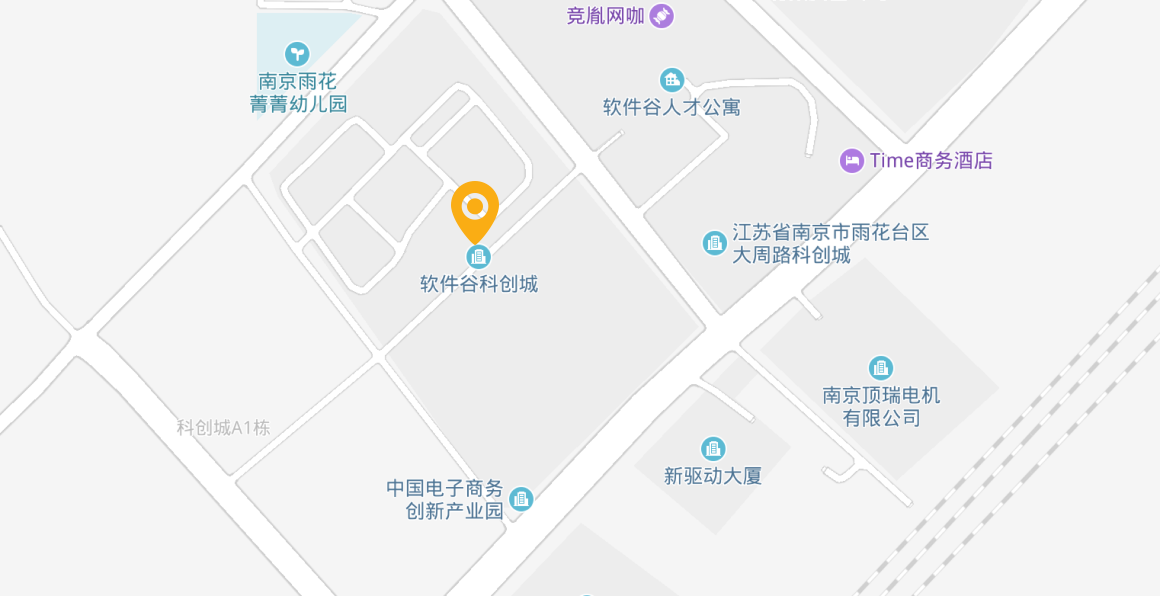 竞胤网咖
南京雨花
菁菁幼儿园
软件谷人才公寓
Time商务酒店
江苏省南京市雨花台区
大周路科创城
软件谷科创城
南京顶瑞电机
有限公司
科创城A1栋
新驱动大厦
中国电子商务
创新产业园